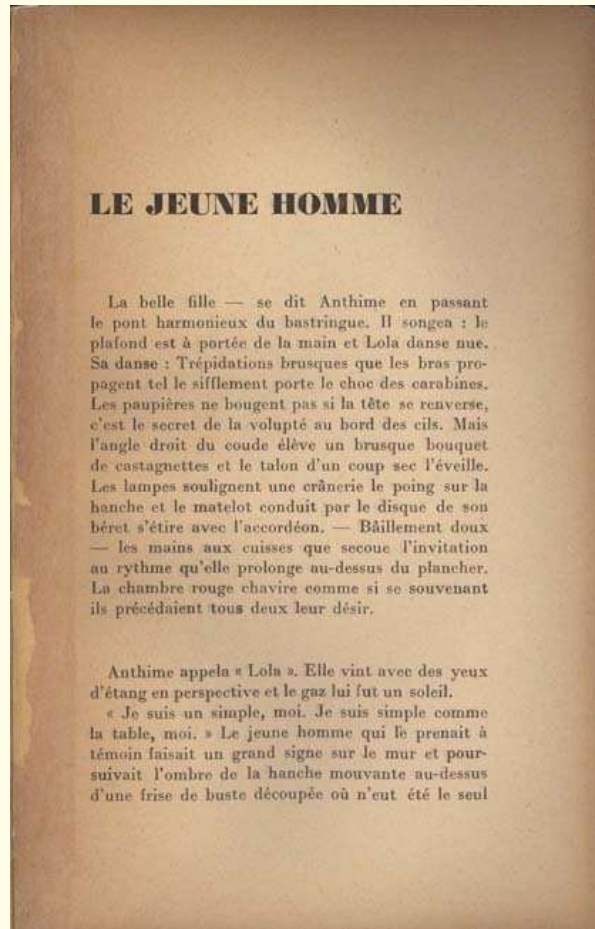 LE JEUNE HOMME
La belle fille — se dit Anthime en passant
le pont harmonieux du bastringue. Il songea : le
plafond est à portée de la main et Lola danse nue.
Sa danse : Trépidations brusques que les bras pro-
pagent tel le sifflement porte le choc des carabines.
Les paupières ne bougent pas si la tête se renverse,
c'est le secret de la volupté au bord des cils. Mais
l'angle droit du coude élève un brusque bouquet
de castagnettes et le talon d'un coup sec l'éveille.
Les lampes soulignent une crânerie le poing sur la
hanche et le matelot conduit par le disque de son
béret s'étire avec l'accordéon. — Bâillement doux
— les mains aux cuisses que secoue l'invitation
au rythme qu'elle prolonge au-dessus du plancher.
La chambre rouge chavire comme si se souvenant
ils précédaient tous deux leur désir.
Anthime appela « Lola ». Elle vint avec des yeux
d'étang en perspective et le gaz lui fut un soleil.
« Je suis un simple, moi. Je suis simple comme
la table, moi. » Le jeune homme qui le prenait à
témoin faisait un grand signe sur le mur et pour-
suivait l'ombre de la hanche mouvante au-dessus
d'une frise de buste découpée où n'eut été le seul